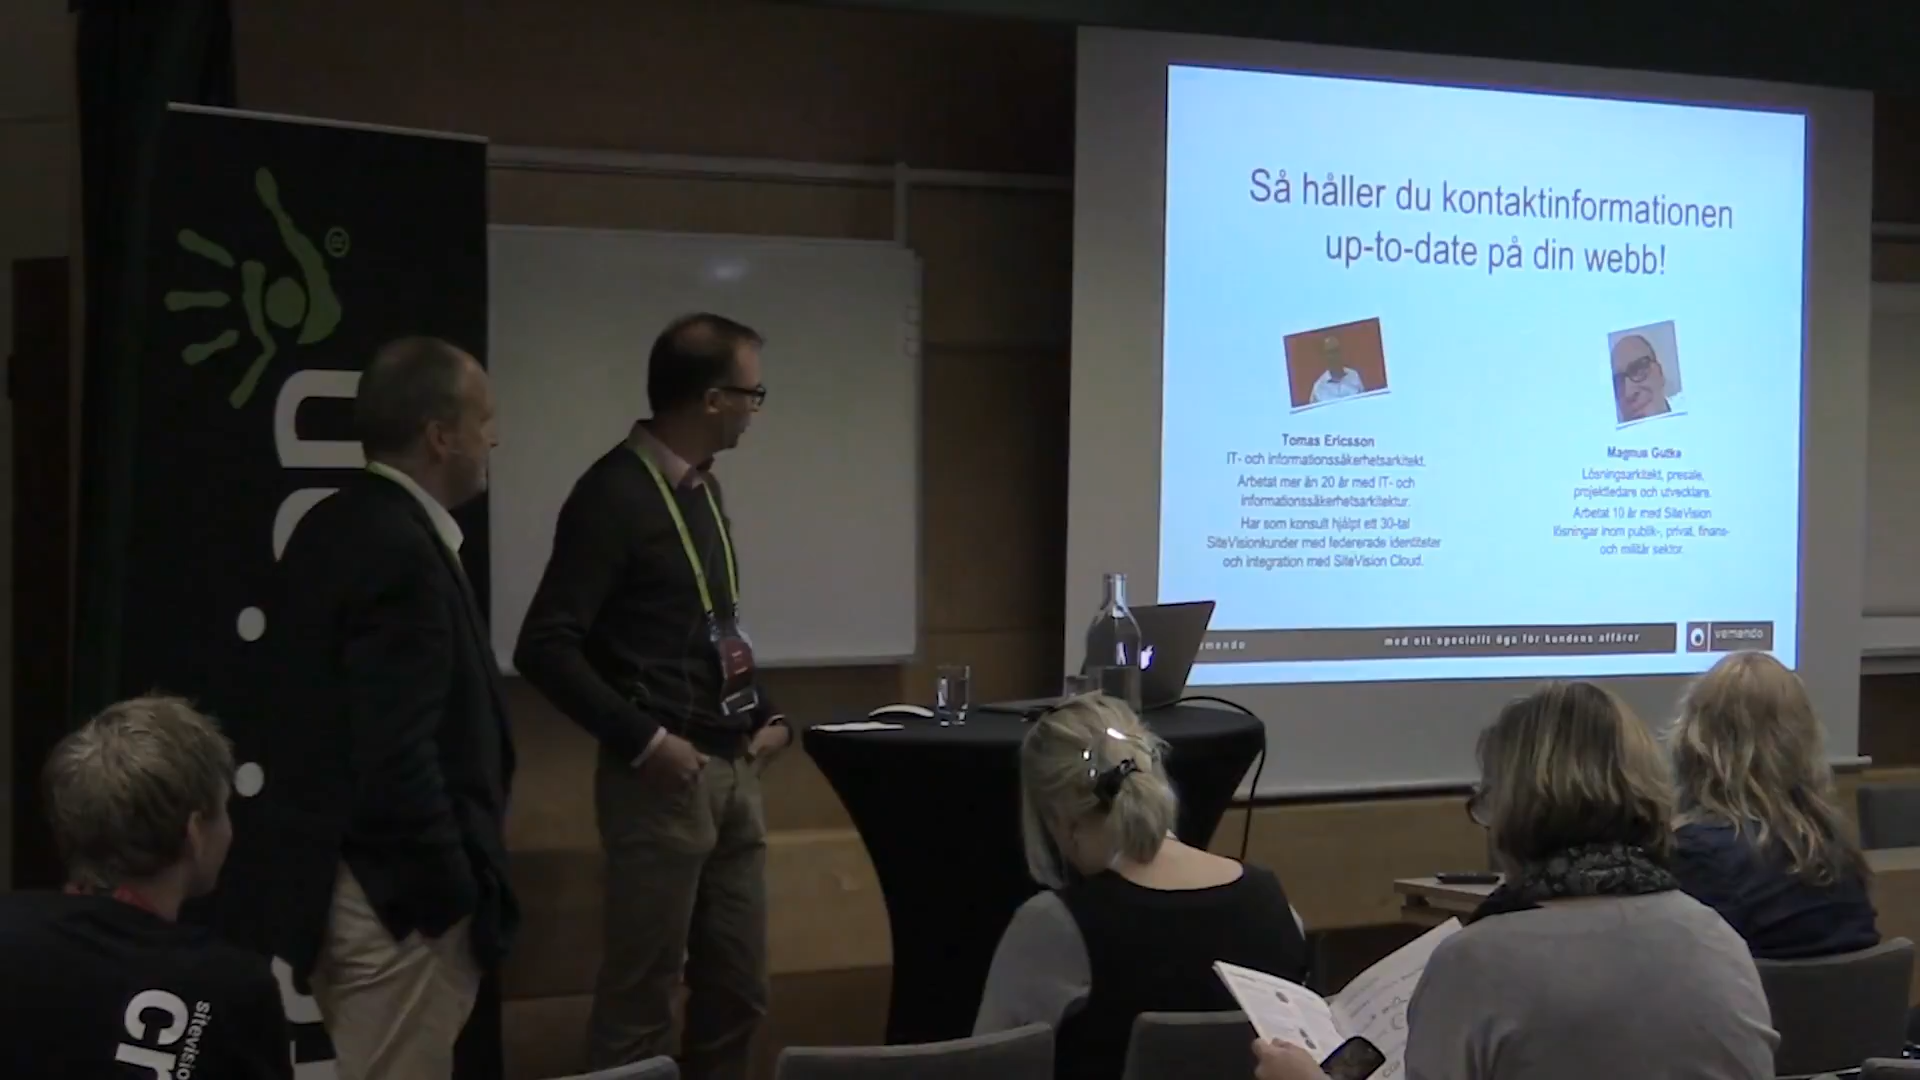 Så håller du kontaktinformationen
up-to-date på din webb!
Tomas Ericsson
IT- och informationssäkerhetsarkitekt.
Arbetat mer än 20 år med IT- och
informationssäkerhetsarkitektur.
Har som konsult hjälpt ett 30-tal
SiteVisionkunder med federerade identiteter
och integration med SiteVision Cloud.
Magnus Gutke
Lösningsarkitekt, presale,
projektledare och utvecklare.
Arbetat 10 år med SiteVision
lösningar inom publik-, privat, finans-
och militär sektor.
med ett speciellt öga för kundens affärer
vemendo
®
sitevisio
cr